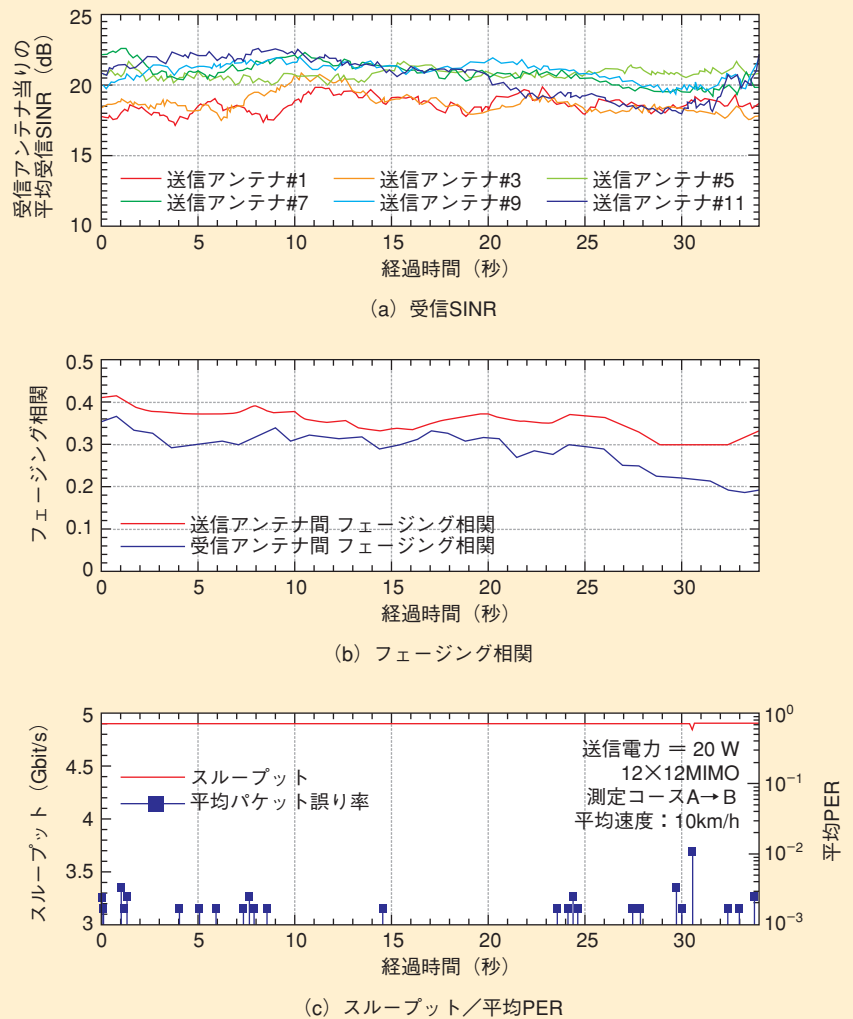 受信アンテナ当りの
平均受信SINR（dB）
25
20
15
10
送信アンテナ#1
送信アンテナ#3
送信アンテナ#5
送信アンテナ#7
送信アンテナ#9
送信アンテナ#11
0 5 10 15 20 25 30
経過時間（秒）
（a）受信SINR
フェージング相関
0.5
0.4
0.3
0.2
0.1
0
送信アンテナ間 フェージング相関
受信アンテナ間 フェージング相関
0 5 10 15 20 25 30
経過時間（秒）
（b）フェージング相関
スループット（Gbit/s）
5
4.5
4
3.5
3
スループット
平均パケット誤り率
送信電力 ＝ 20 W
12×12MIMO
測定コースA→B
平均速度：10km/h
10⁰
10⁻¹
10⁻²
10⁻³
平均PER
0 5 10 15 20 25 30
経過時間（秒）
（c）スループット／平均PER